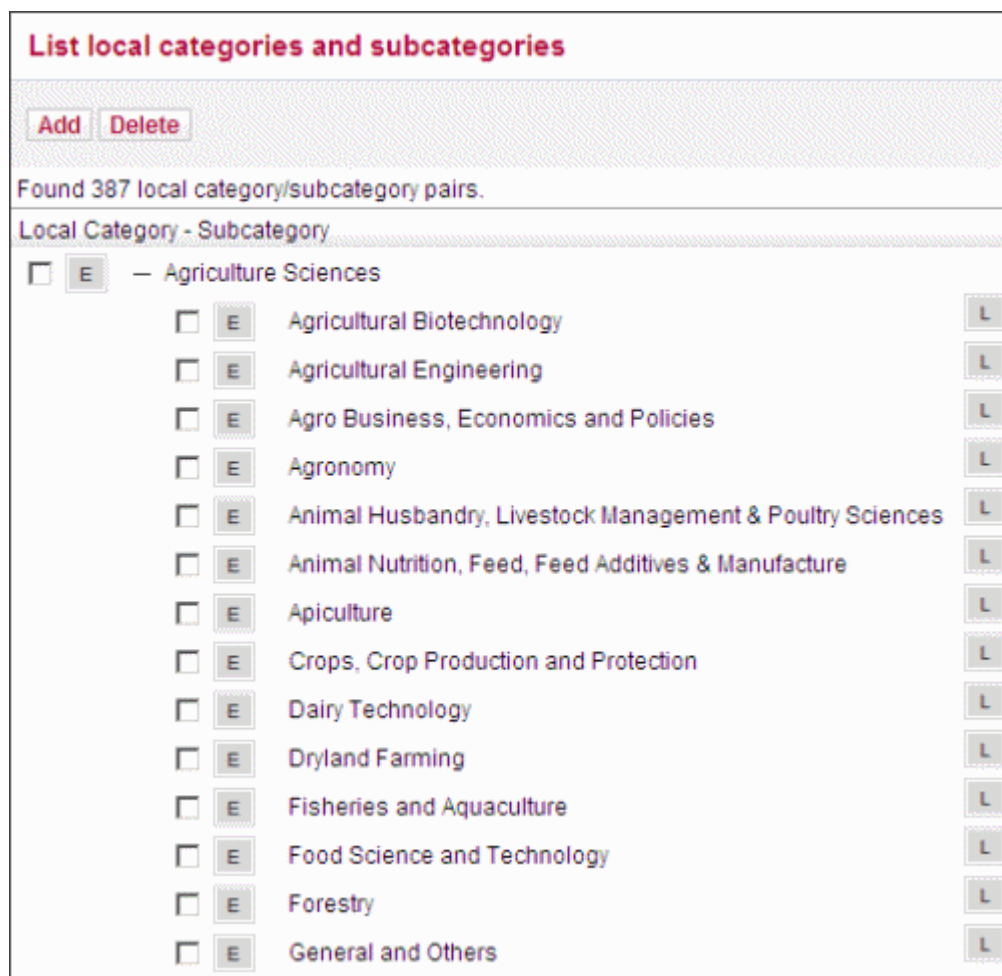 List local categories and subcategories
Add Delete
Found 387 local category/subcategory pairs.
Local Category - Subcategory
E — Agriculture Sciences
E Agricultural Biotechnology L
E Agricultural Engineering L
E Agro Business, Economics and Policies L
E Agronomy L
E Animal Husbandry, Livestock Management & Poultry Sciences L
E Animal Nutrition, Feed, Feed Additives & Manufacture L
E Apiculture L
E Crops, Crop Production and Protection L
E Dairy Technology L
E Dryland Farming L
E Fisheries and Aquaculture L
E Food Science and Technology L
E Forestry L
E General and Others L